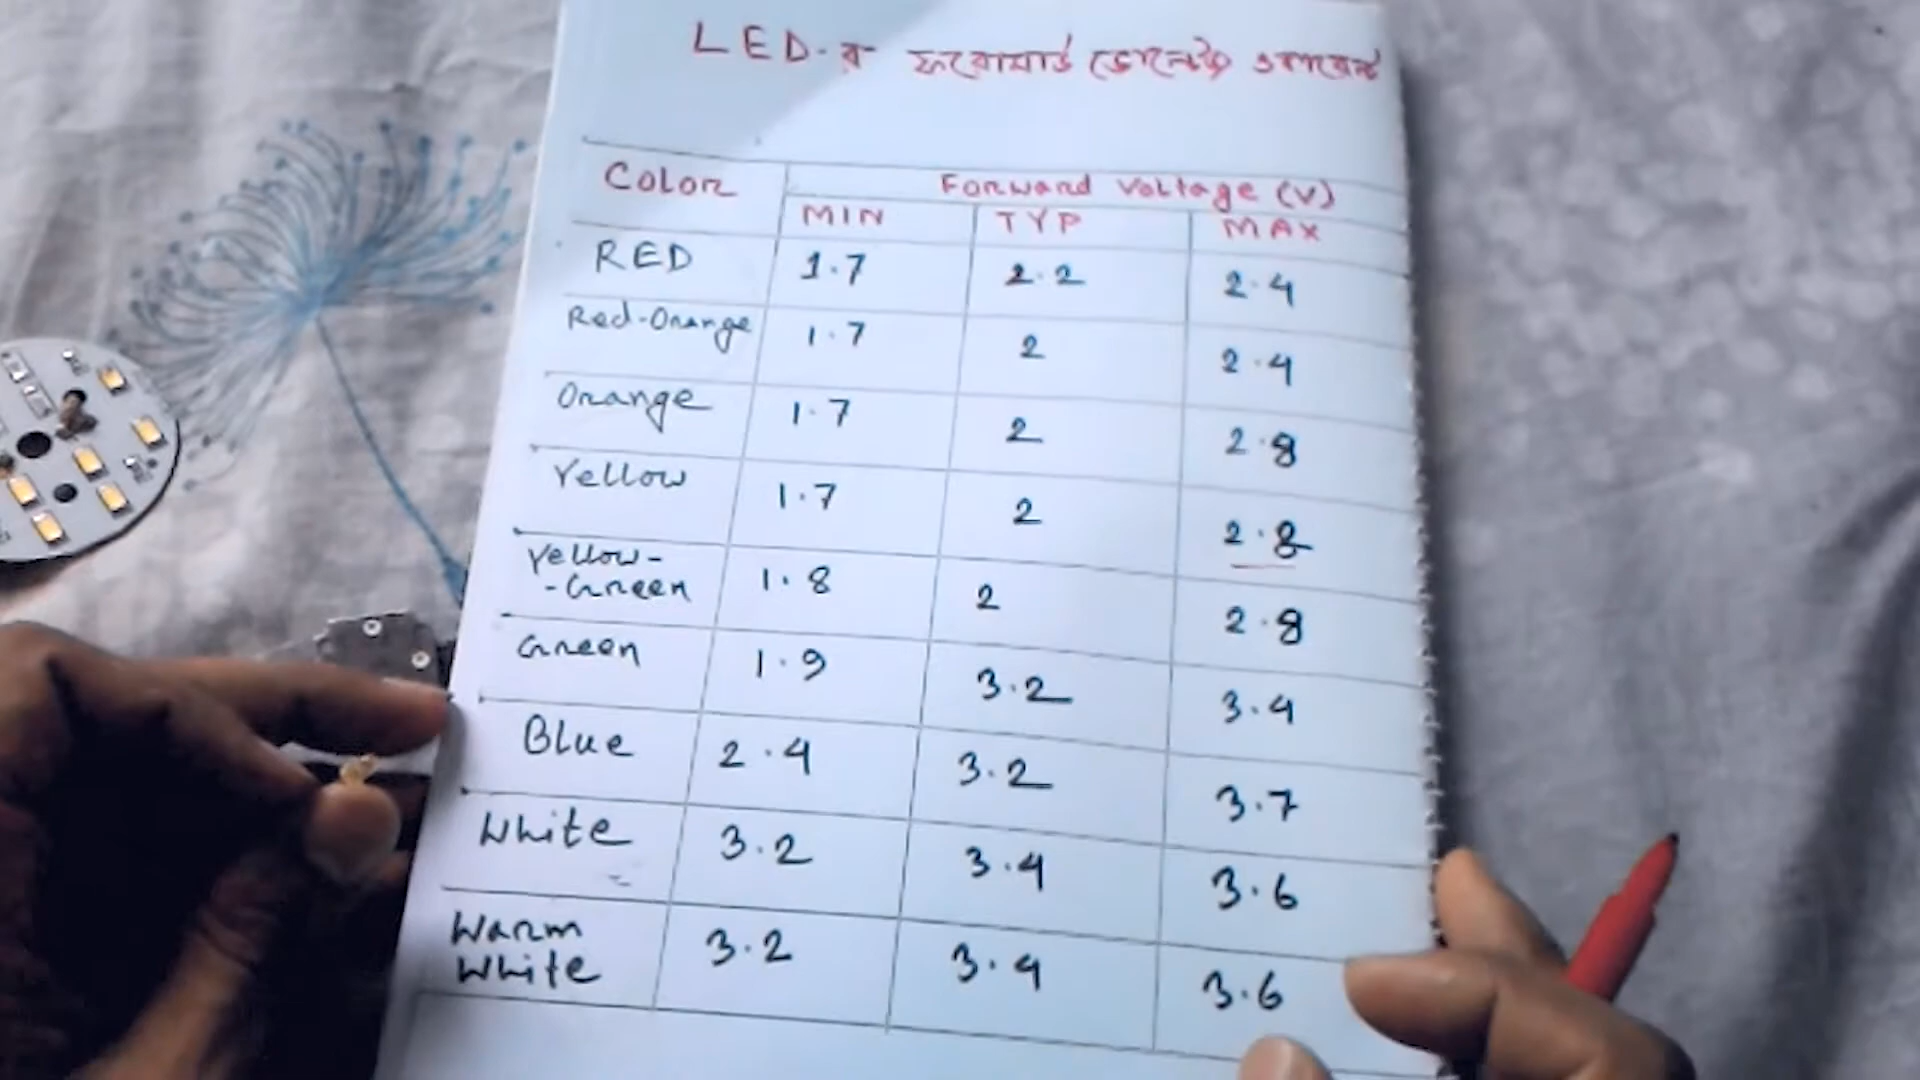 LED-র ফরোয়ার্ড ভোল্টেজ
Color Forward Voltage (V)
MIN TYP MAX
RED 1.7 2.2 2.4
Red-Orange 1.7 2 2.4
Orange 1.7 2 2.8
Yellow 1.7 2 2.8
Yellow-
-Green 1.8 2 2.8
Green 1.9 3.2 3.4
Blue 2.4 3.2 3.7
White 3.2 3.4 3.6
Warm
White 3.2 3.4 3.6